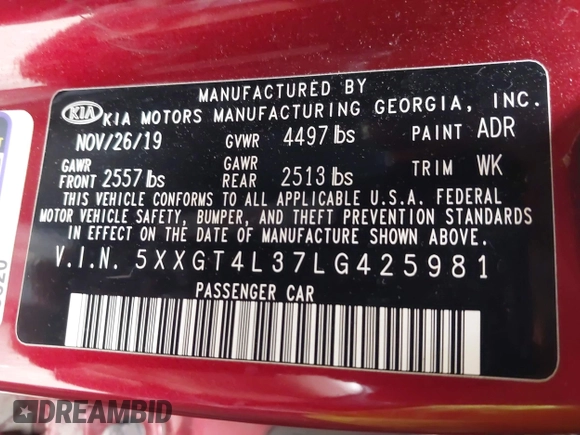 MANUFACTURED BY
KIA KIA MOTORS MANUFACTURING GEORGIA, INC.
NOV/26/19 GVWR 4497 lbs PAINT ADR
GAWR FRONT 2557 lbs GAWR REAR 2513 lbs TRIM WK
THIS VEHICLE CONFORMS TO ALL APPLICABLE U.S.A. FEDERAL
MOTOR VEHICLE SAFETY, BUMPER, AND THEFT PREVENTION STANDARDS
IN EFFECT ON THE DATE OF MANUFACTURE SHOWN ABOVE.
V.I.N. 5XXGT4L37LG425981
PASSENGER CAR
DREAMBID